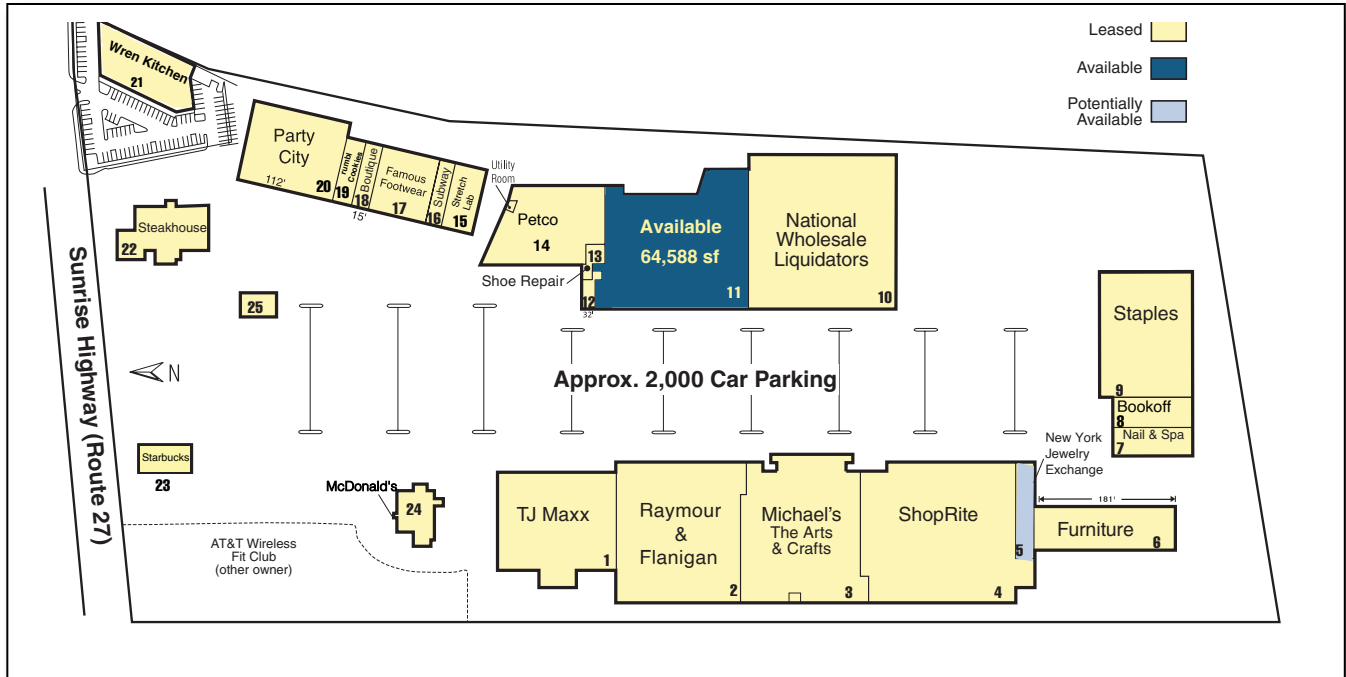 Leased
Available
Potentially
Available
Wren Kitchen
21
Party
City
112'
20
rumbl
Cookies
19
Boutique
18
15'
Famous
Footwear
17
Subway
16
Stretch
Lab
15
Utility
Room
Petco
14
13
Shoe Repair
12
32'
Available
64,588 sf
11
National
Wholesale
Liquidators
10
Steakhouse
22
Sunrise Highway (Route 27)
25
N
Approx. 2,000 Car Parking
Staples
9
Bookoff
8
Nail & Spa
7
Starbucks
23
McDonald's
24
AT&T Wireless
Fit Club
(other owner)
TJ Maxx
1
Raymour
&
Flanigan
2
Michael's
The Arts
& Crafts
3
ShopRite
4
New York
Jewelry
Exchange
5
181'
Furniture
6